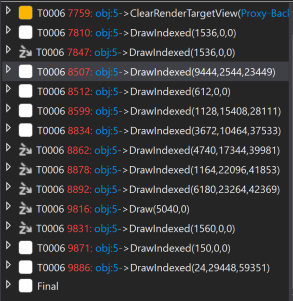 T0006 7759: obj:5->ClearRenderTargetView(Proxy-Back
T0006 7810: obj:5->DrawIndexed(1536,0,0)
T0006 7847: obj:5->DrawIndexed(1536,0,0)
T0006 8507: obj:5->DrawIndexed(9444,2544,23449)
T0006 8512: obj:5->DrawIndexed(612,0,0)
T0006 8599: obj:5->DrawIndexed(1128,15408,28111)
T0006 8834: obj:5->DrawIndexed(3672,10464,37533)
T0006 8862: obj:5->DrawIndexed(4740,17344,39981)
T0006 8878: obj:5->DrawIndexed(1164,22096,41853)
T0006 8892: obj:5->DrawIndexed(6180,23264,42369)
T0006 9816: obj:5->Draw(5040,0)
T0006 9831: obj:5->DrawIndexed(1560,0,0)
T0006 9871: obj:5->DrawIndexed(150,0,0)
T0006 9886: obj:5->DrawIndexed(24,29448,59351)
Final